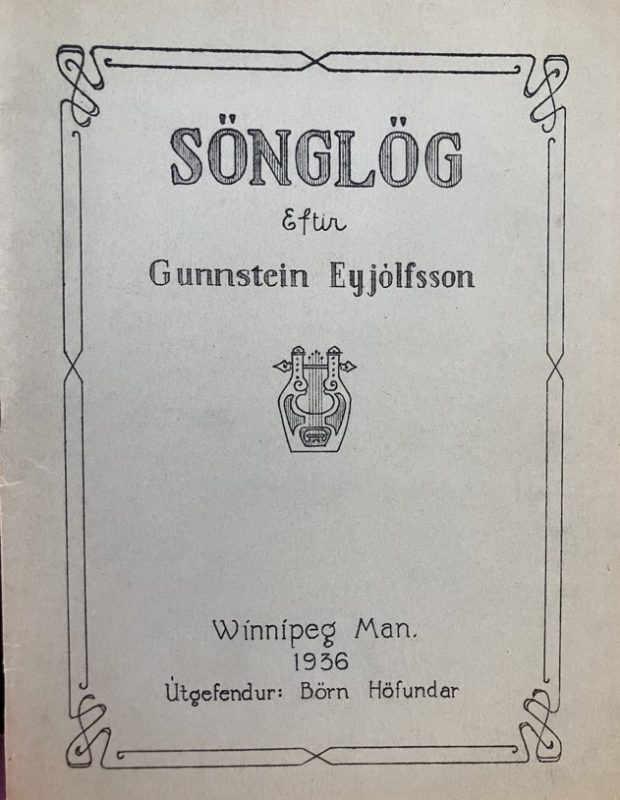 SÖNGLÖG
Eftir
Gunnstein Eyjólfsson
Winnipeg Man.
1936
Útgefendur: Börn Höfundar